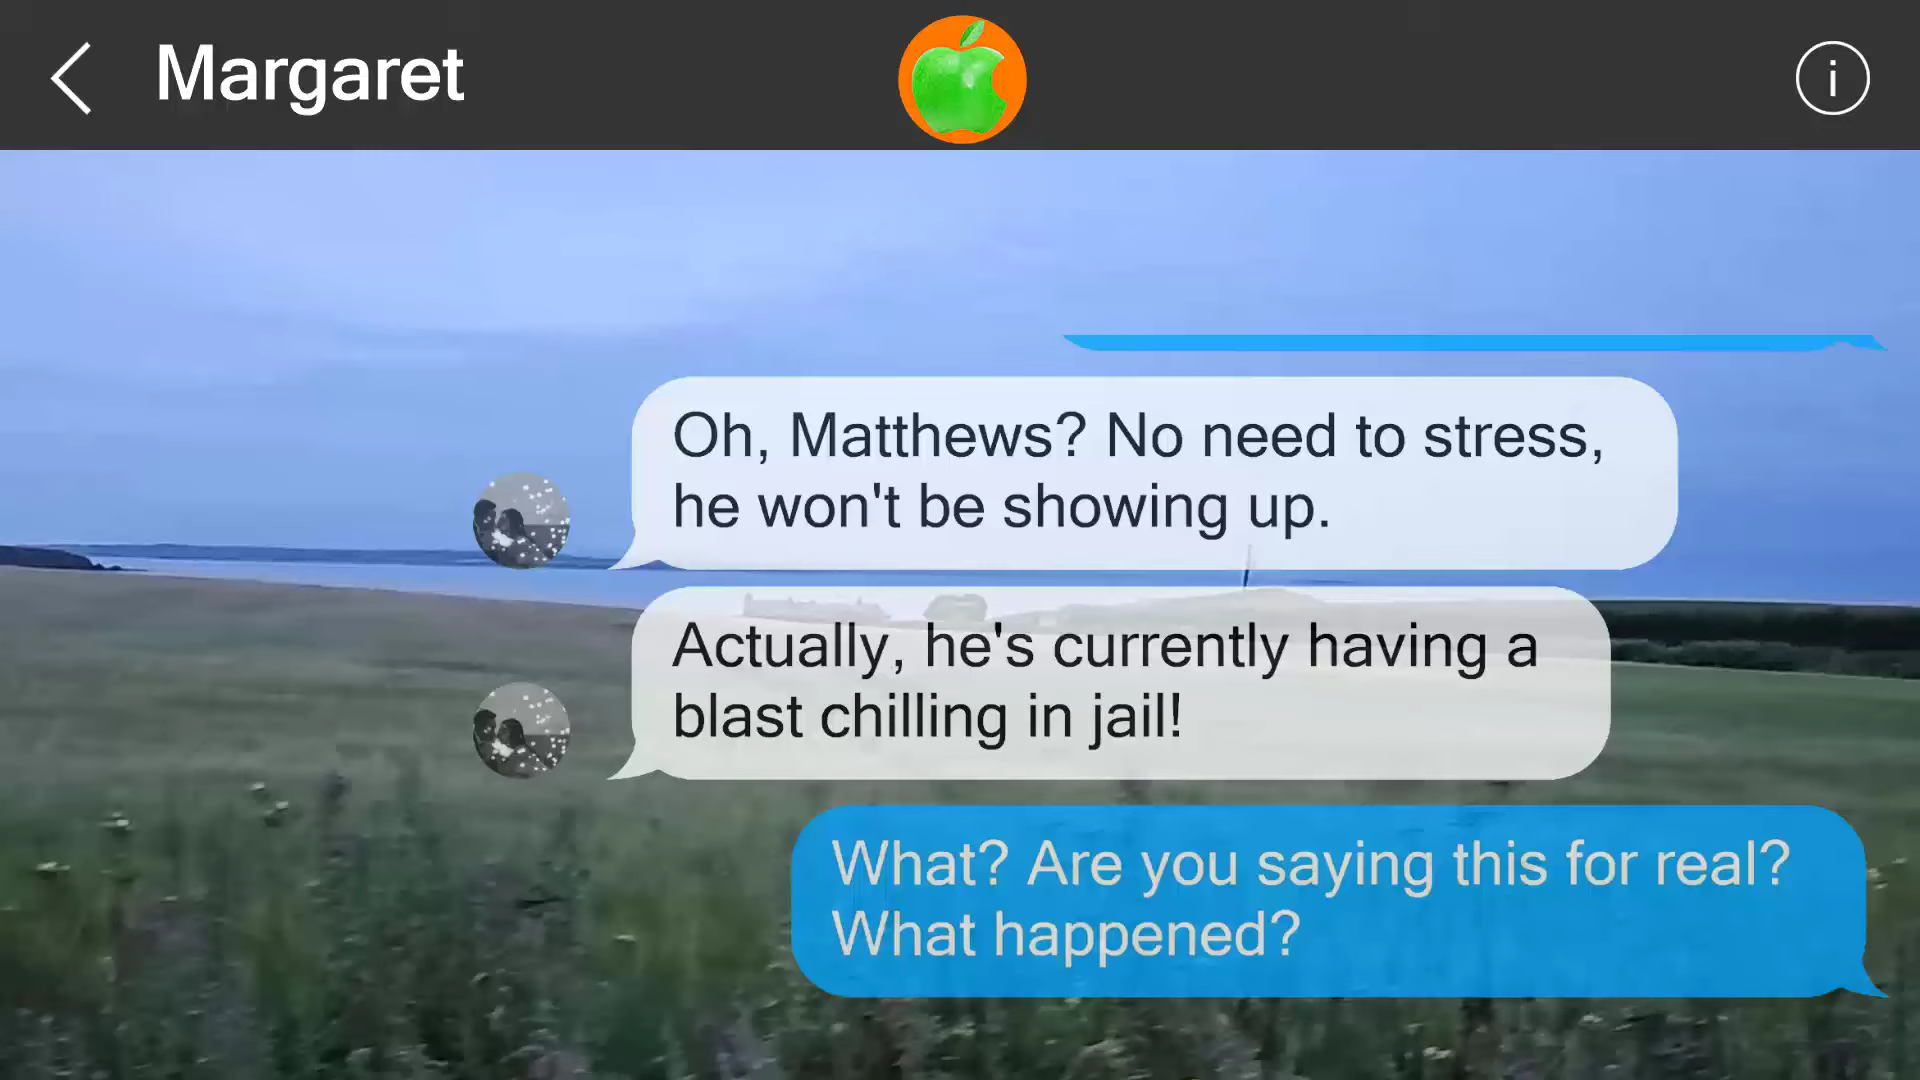 Margaret
i
Oh, Matthews? No need to stress,
he won't be showing up.
Actually, he's currently having a
blast chilling in jail!
What? Are you saying this for real?
What happened?